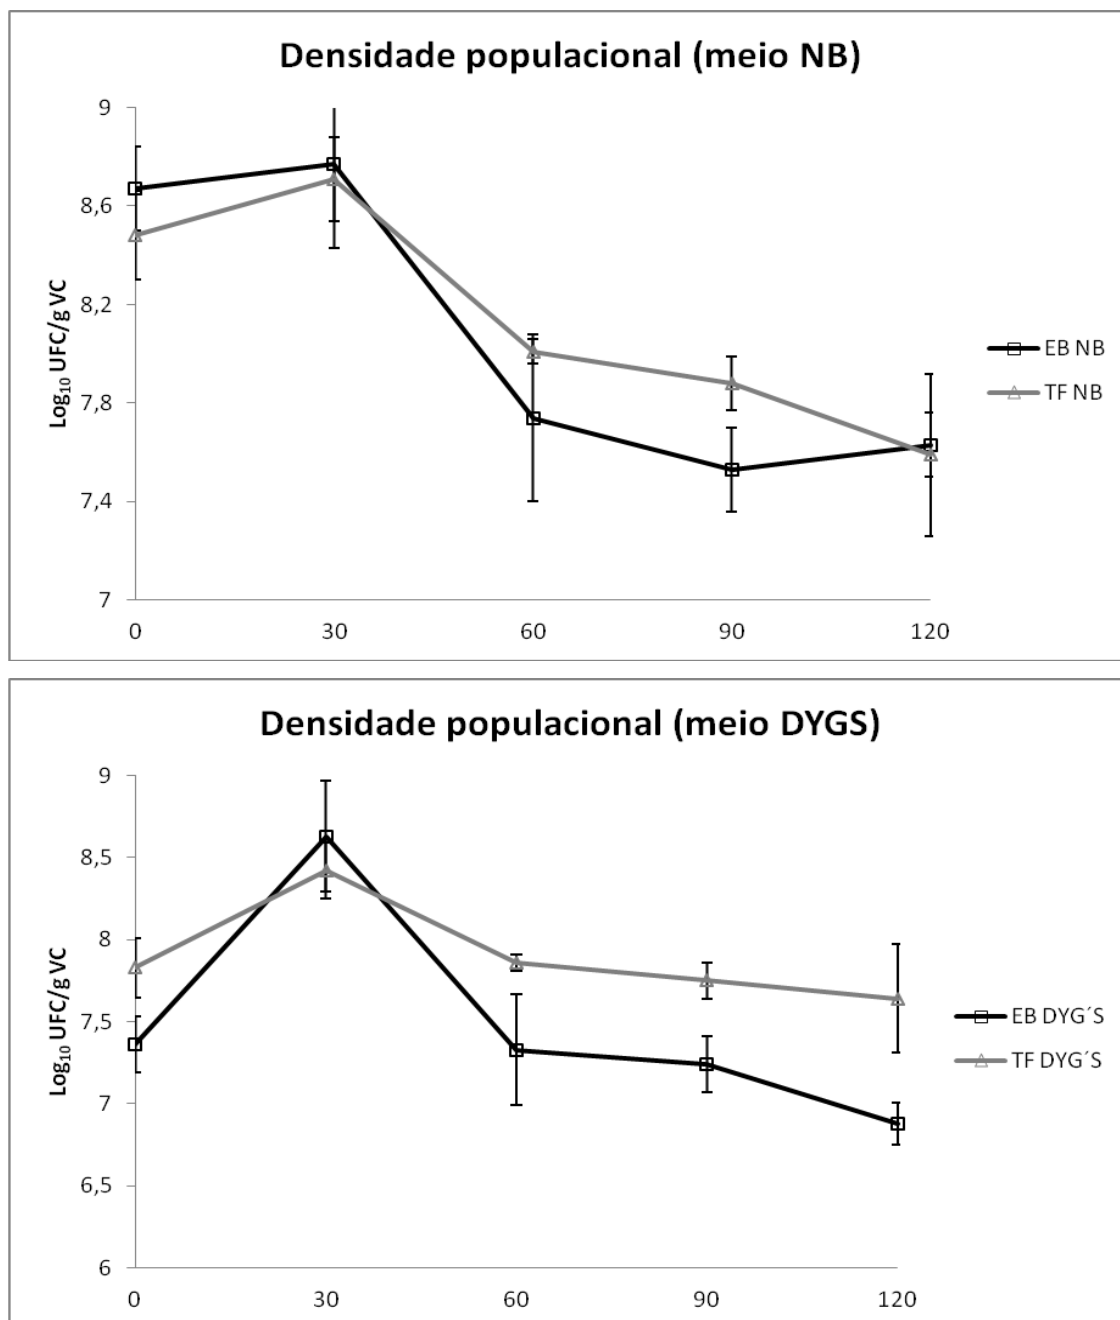 Densidade populacional (meio NB)
9
8,6
8,2
7,8
7,4
7
Log₁₀ UFC/g VC
0 30 60 90 120
EB NB
TF NB
Densidade populacional (meio DYGS)
9
8,5
8
7,5
7
6,5
6
Log₁₀ UFC/g VC
0 30 60 90 120
EB DYG´S
TF DYG´S